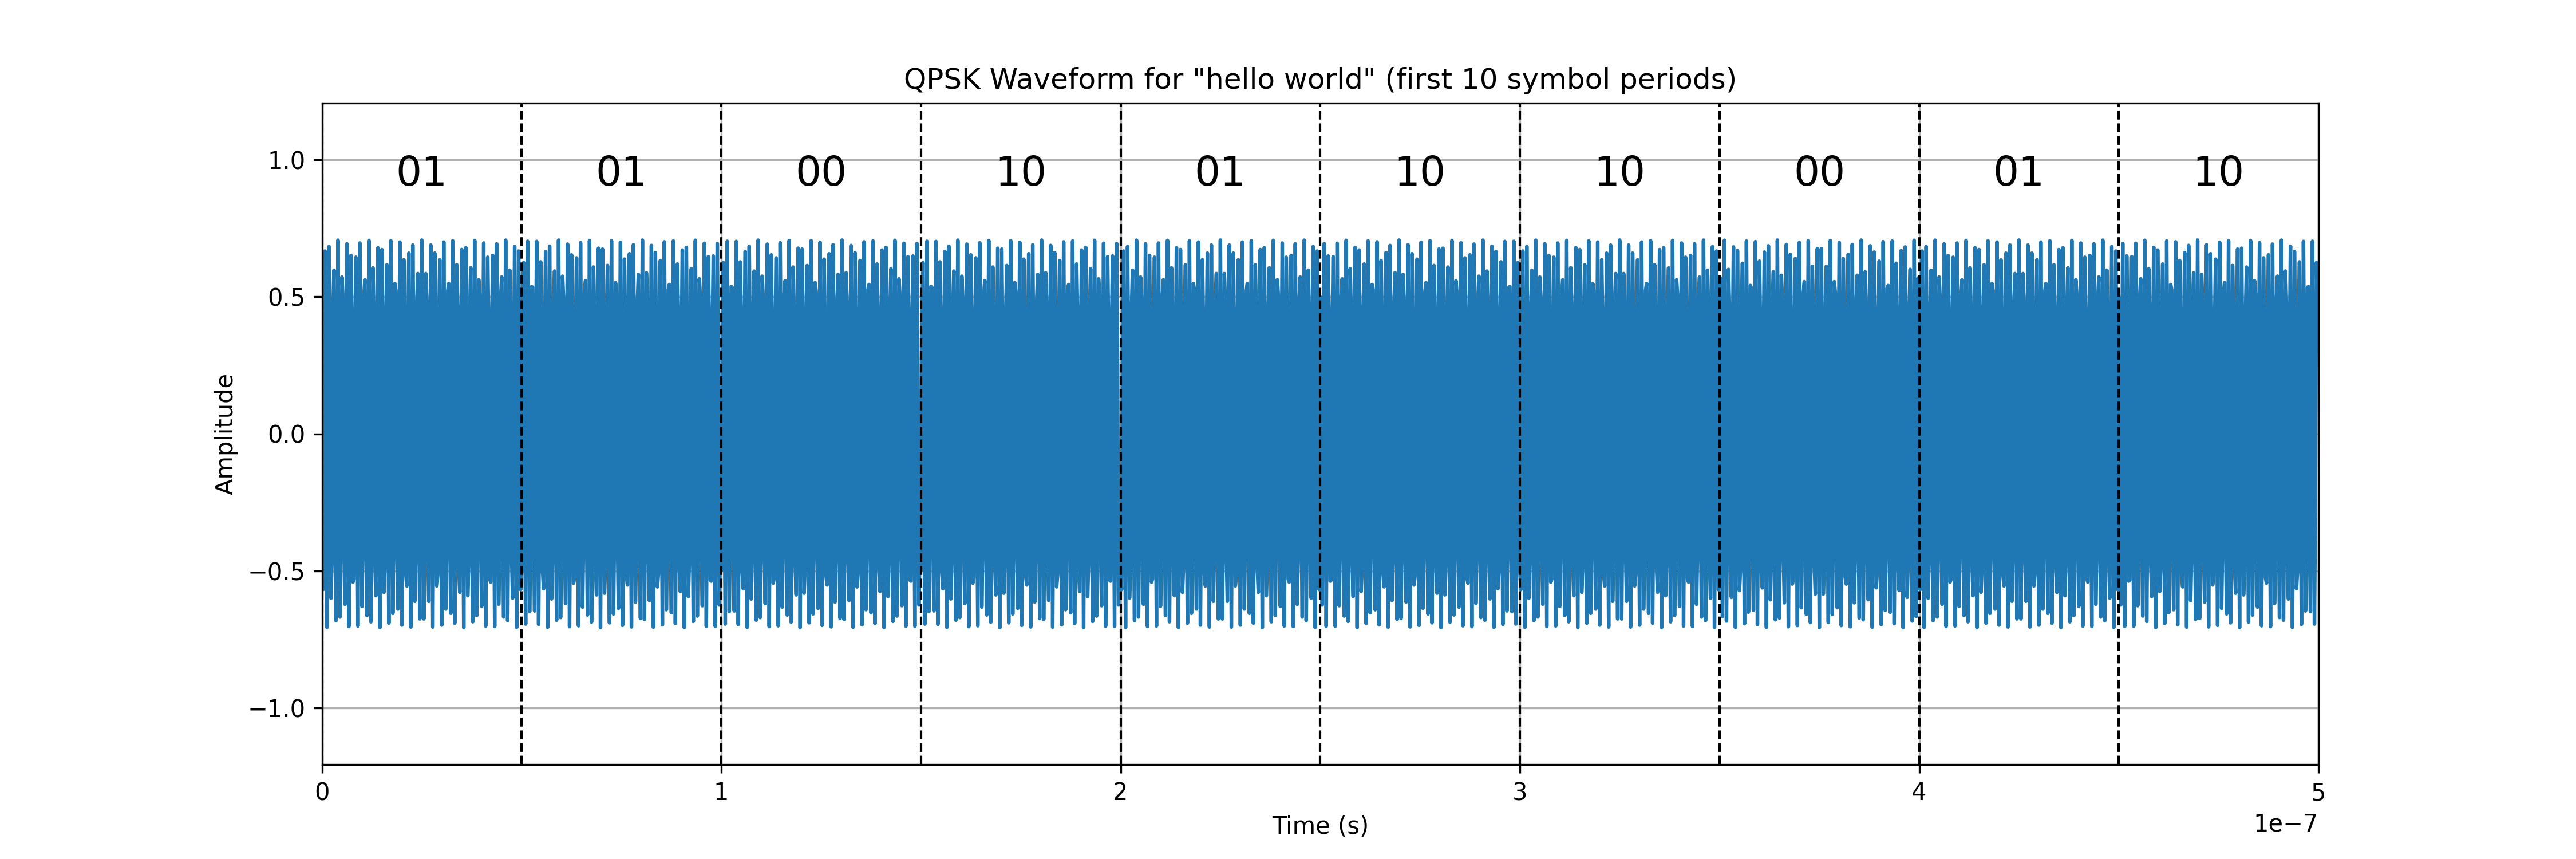 QPSK Waveform for "hello world" (first 10 symbol periods)
01 01 00 10 01 10 10 00 01 10
1.0
0.5
0.0
−0.5
−1.0
Amplitude
0 1 2 3 4 5
Time (s)
1e−7